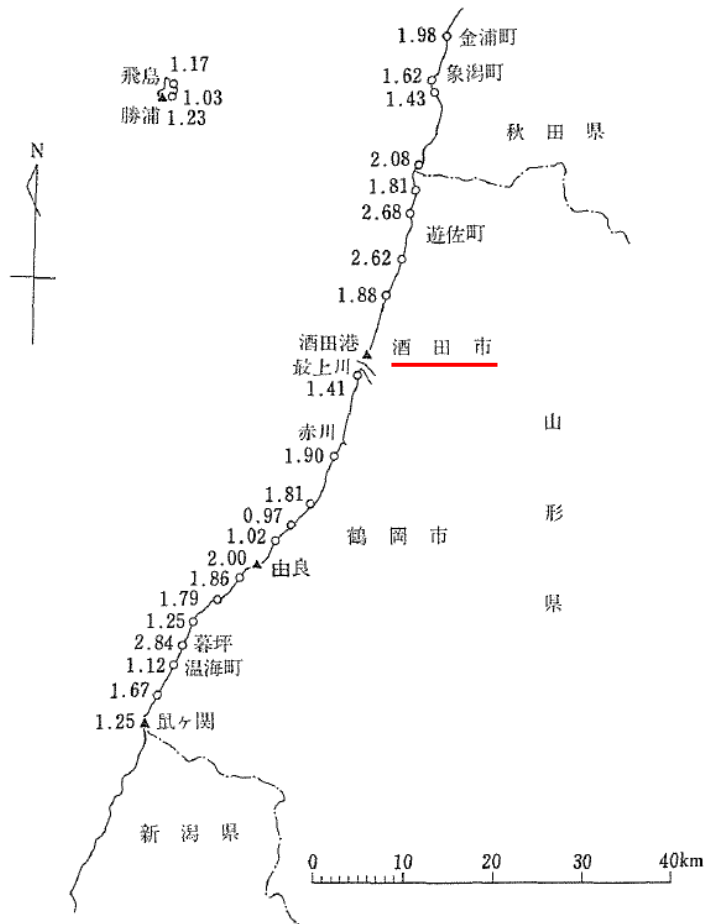 1.98 金浦町
1.17
飛島
1.62 象潟町
1.43
1.03
勝浦 1.23
秋田県
N
2.08
1.81
2.68
遊佐町
2.62
1.88
酒田港 酒田市
最上川
1.41
山形県
赤川
1.90
1.81
0.97
鶴岡市
1.02
2.00
由良
1.86
1.79
1.25
2.84 暮坪
1.12 温海町
1.67
1.25 鼠ヶ関
新潟県
0 10 20 30 40km